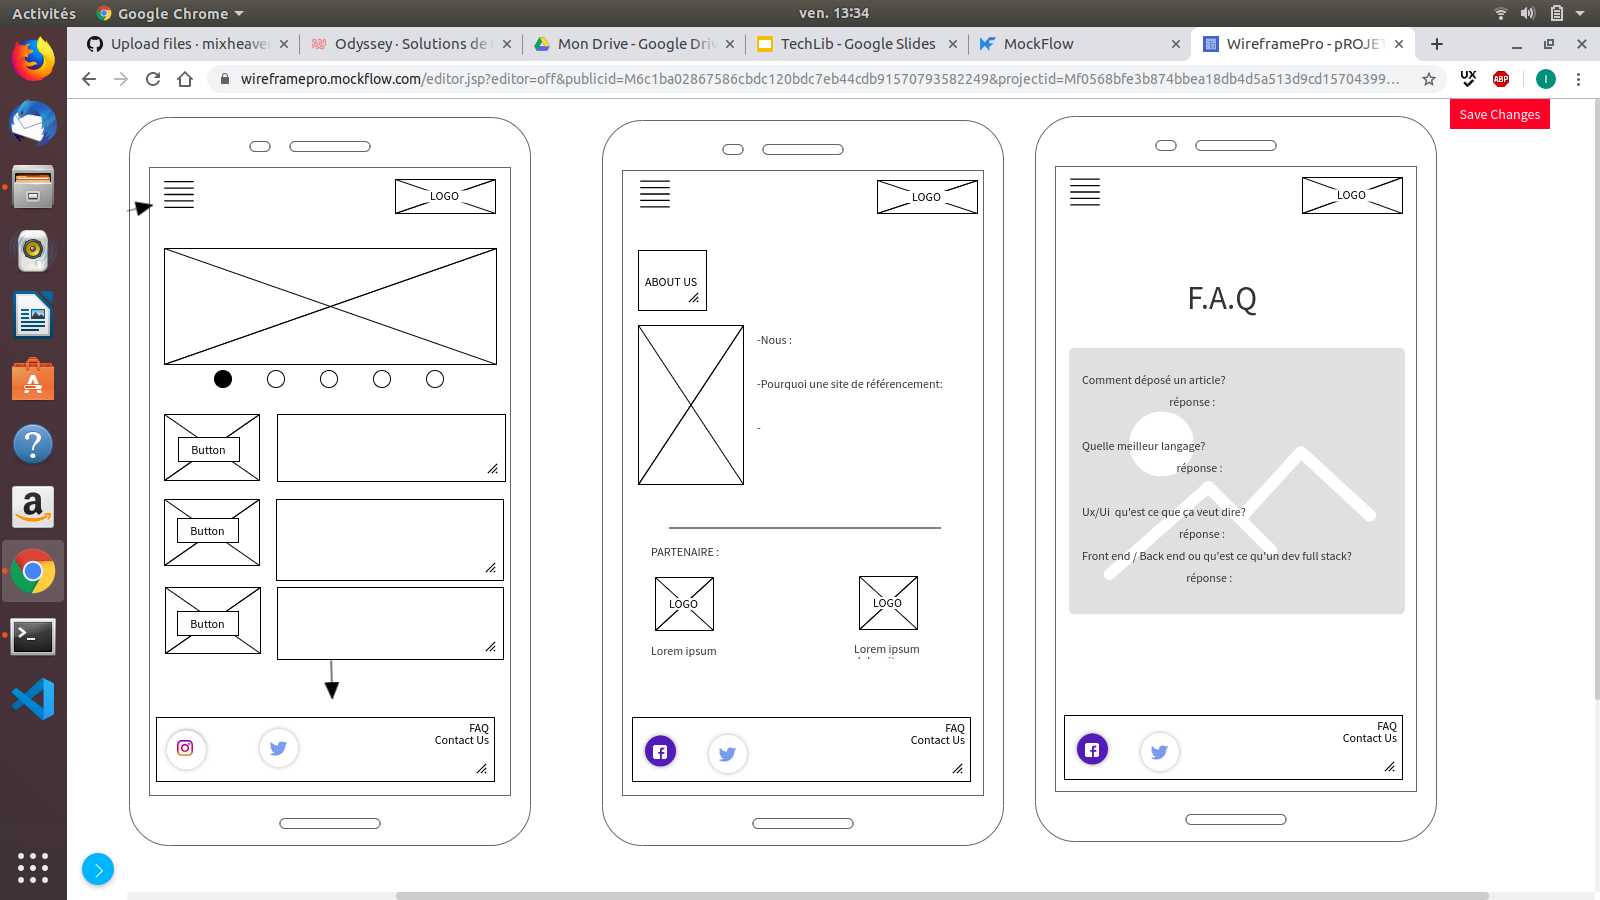 Activités
Google Chrome
ven. 13:34
Upload files · mixheaven
Odyssey · Solutions de
Mon Drive - Google Driv
TechLib - Google Slides
MockFlow
WireframePro - pROJET
wireframepro.mockflow.com/editor.jsp?editor=off&publicid=M6c1ba02867586cbdc120bdc7eb44cdb91570793582249&projectid=Mf0568bfe3b874bbea18db4d5a513d9cd15704399...
UX
ABP
I
Save Changes
LOGO
Button
Button
Button
FAQ
Contact Us
LOGO
ABOUT US
-Nous :
-Pourquoi une site de référencement:
-
PARTENAIRE :
LOGO
LOGO
Lorem ipsum
Lorem ipsum
FAQ
Contact Us
LOGO
F.A.Q
Comment déposé un article?
réponse :
Quelle meilleur langage?
réponse :
Ux/Ui  qu'est ce que ça veut dire?
réponse :
Front end / Back end ou qu'est ce qu'un dev full stack?
réponse :
FAQ
Contact Us